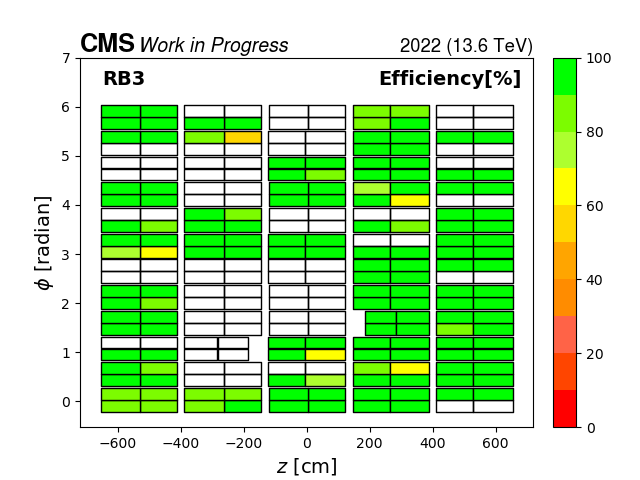 CMS Work in Progress 2022 (13.6 TeV)
RB3 Efficiency[%]
7
6
5
4
3
2
1
0
ϕ [radian]
−600 −400 −200 0 200 400 600
z [cm]
100
80
60
40
20
0